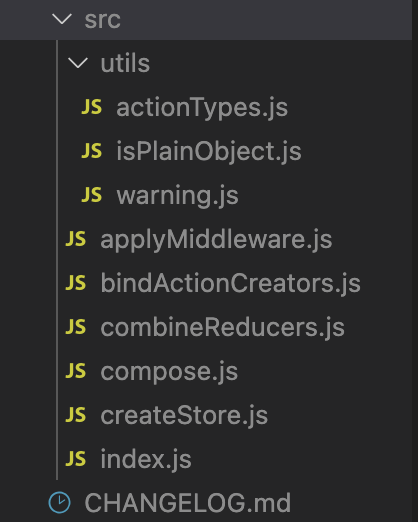 src
utils
JS actionTypes.js
JS isPlainObject.js
JS warning.js
JS applyMiddleware.js
JS bindActionCreators.js
JS combineReducers.js
JS compose.js
JS createStore.js
JS index.js
CHANGELOG.md